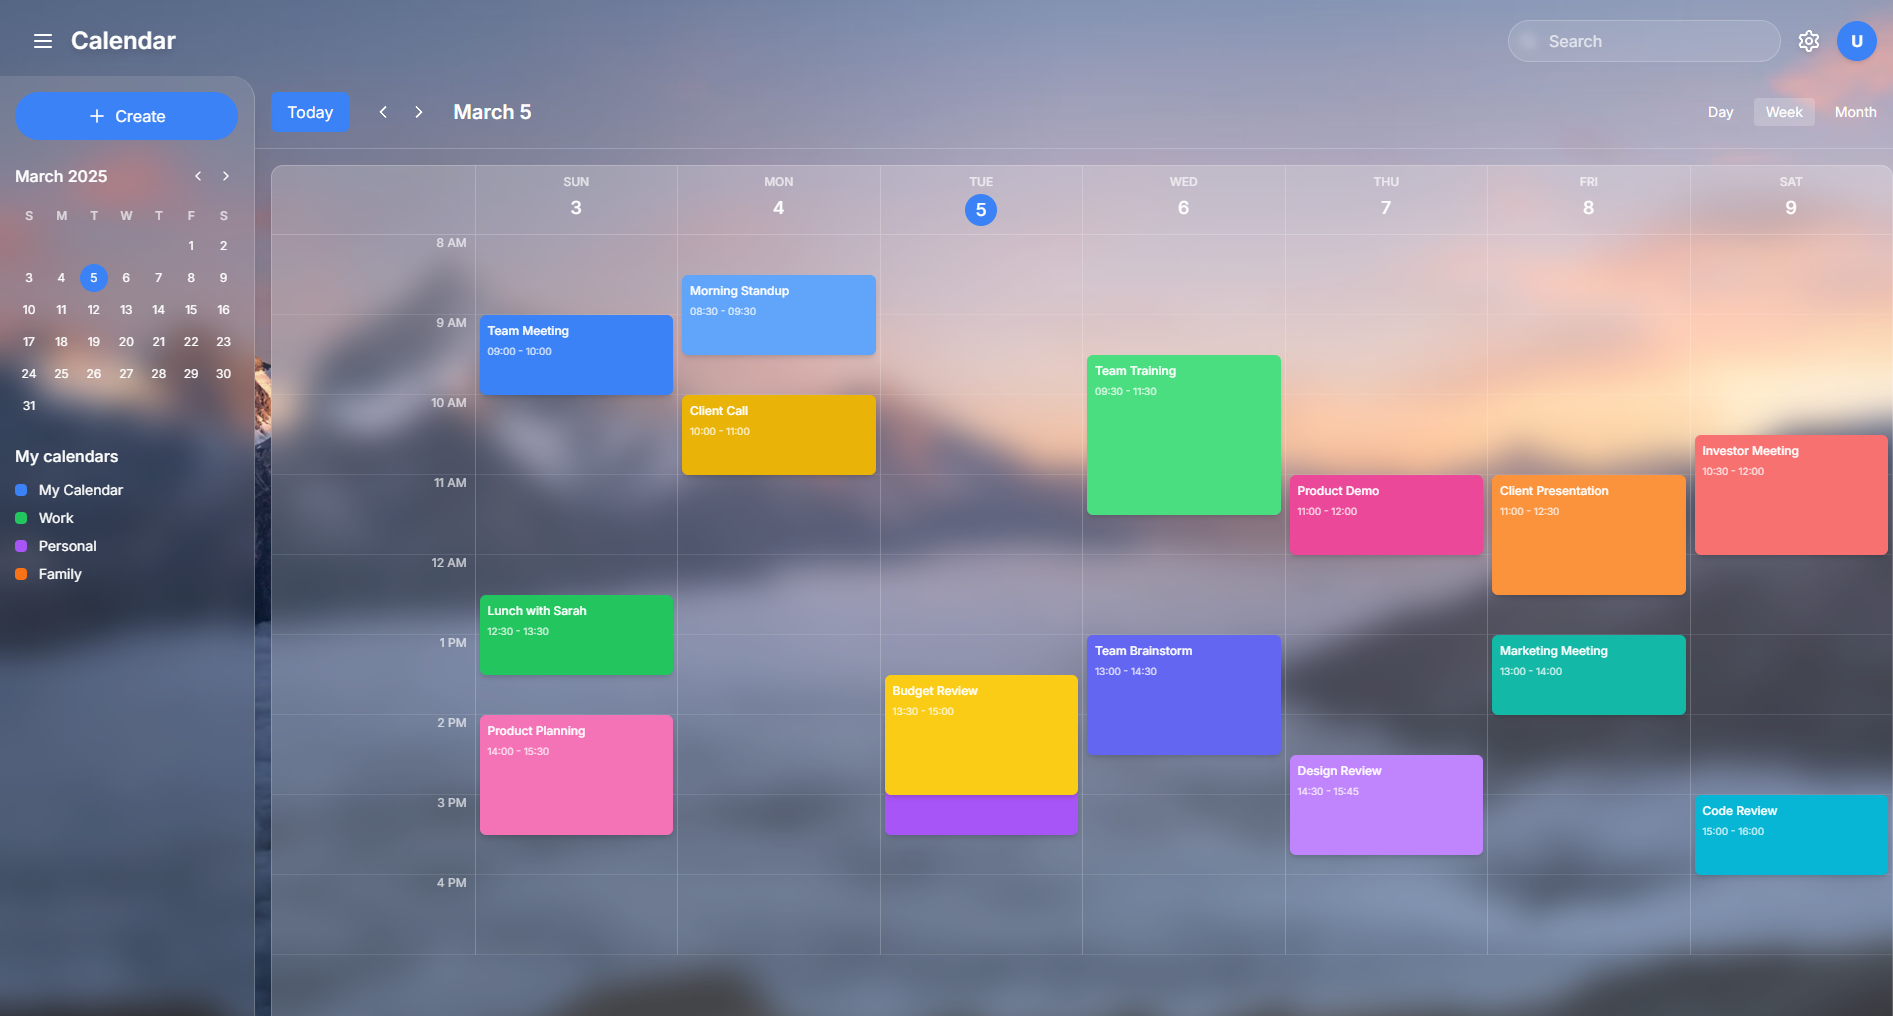 Calendar
Search
U
Create
March 2025
S M T W T F S
1 2
3 4 5 6 7 8 9
10 11 12 13 14 15 16
17 18 19 20 21 22 23
24 25 26 27 28 29 30
31
My calendars
My Calendar
Work
Personal
Family
Today
March 5
Day Week Month
SUN MON TUE WED THU FRI SAT
3 4 5 6 7 8 9
8 AM
9 AM
10 AM
11 AM
12 AM
1 PM
2 PM
3 PM
4 PM
Team Meeting
09:00 - 10:00
Lunch with Sarah
12:30 - 13:30
Product Planning
14:00 - 15:30
Morning Standup
08:30 - 09:30
Client Call
10:00 - 11:00
Budget Review
13:30 - 15:00
Team Training
09:30 - 11:30
Team Brainstorm
13:00 - 14:30
Product Demo
11:00 - 12:00
Design Review
14:30 - 15:45
Client Presentation
11:00 - 12:30
Marketing Meeting
13:00 - 14:00
Investor Meeting
10:30 - 12:00
Code Review
15:00 - 16:00